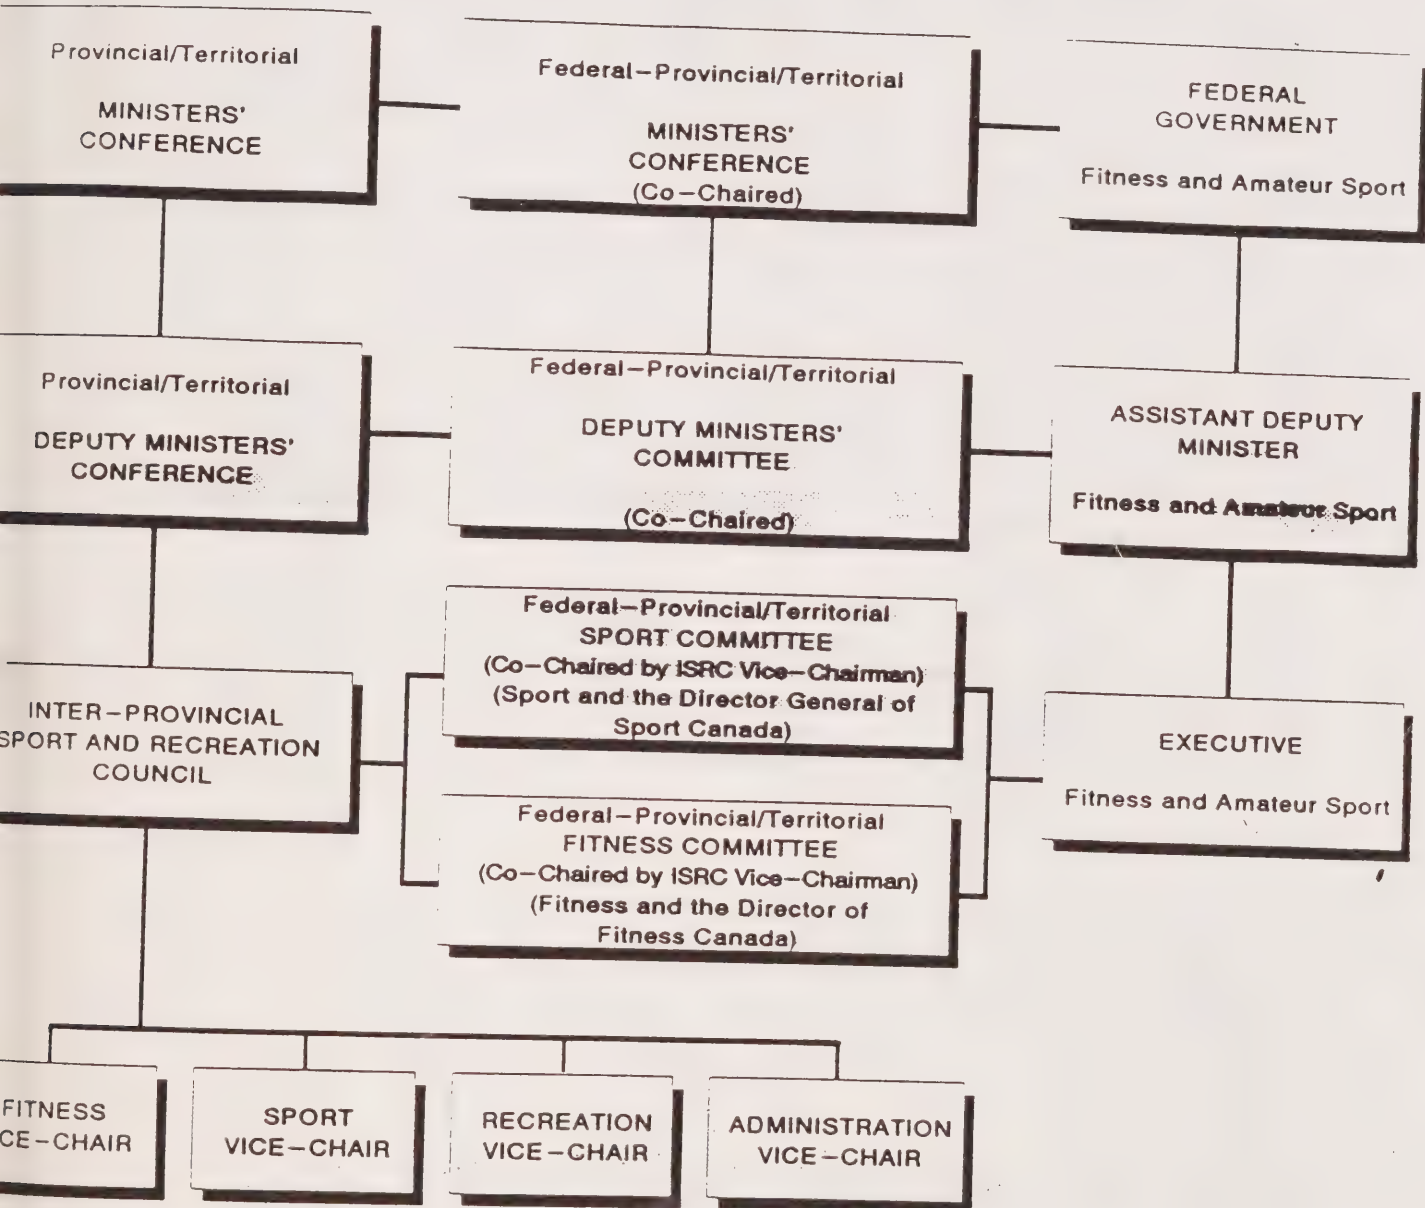 Provincial/Territorial
MINISTERS'
CONFERENCE
Federal-Provincial/Territorial
MINISTERS'
CONFERENCE
(Co-Chaired)
FEDERAL
GOVERNMENT
Fitness and Amateur Sport
Provincial/Territorial
DEPUTY MINISTERS'
CONFERENCE
Federal-Provincial/Territorial
DEPUTY MINISTERS'
COMMITTEE
(Co-Chaired)
ASSISTANT DEPUTY
MINISTER
Fitness and Amateur Sport
INTER-PROVINCIAL
SPORT AND RECREATION
COUNCIL
Federal-Provincial/Territorial
SPORT COMMITTEE
(Co-Chaired by ISRC Vice-Chairman)
(Sport and the Director General of
Sport Canada)
Federal-Provincial/Territorial
FITNESS COMMITTEE
(Co-Chaired by ISRC Vice-Chairman)
(Fitness and the Director of
Fitness Canada)
EXECUTIVE
Fitness and Amateur Sport
FITNESS
CE-CHAIR
SPORT
VICE-CHAIR
RECREATION
VICE-CHAIR
ADMINISTRATION
VICE-CHAIR